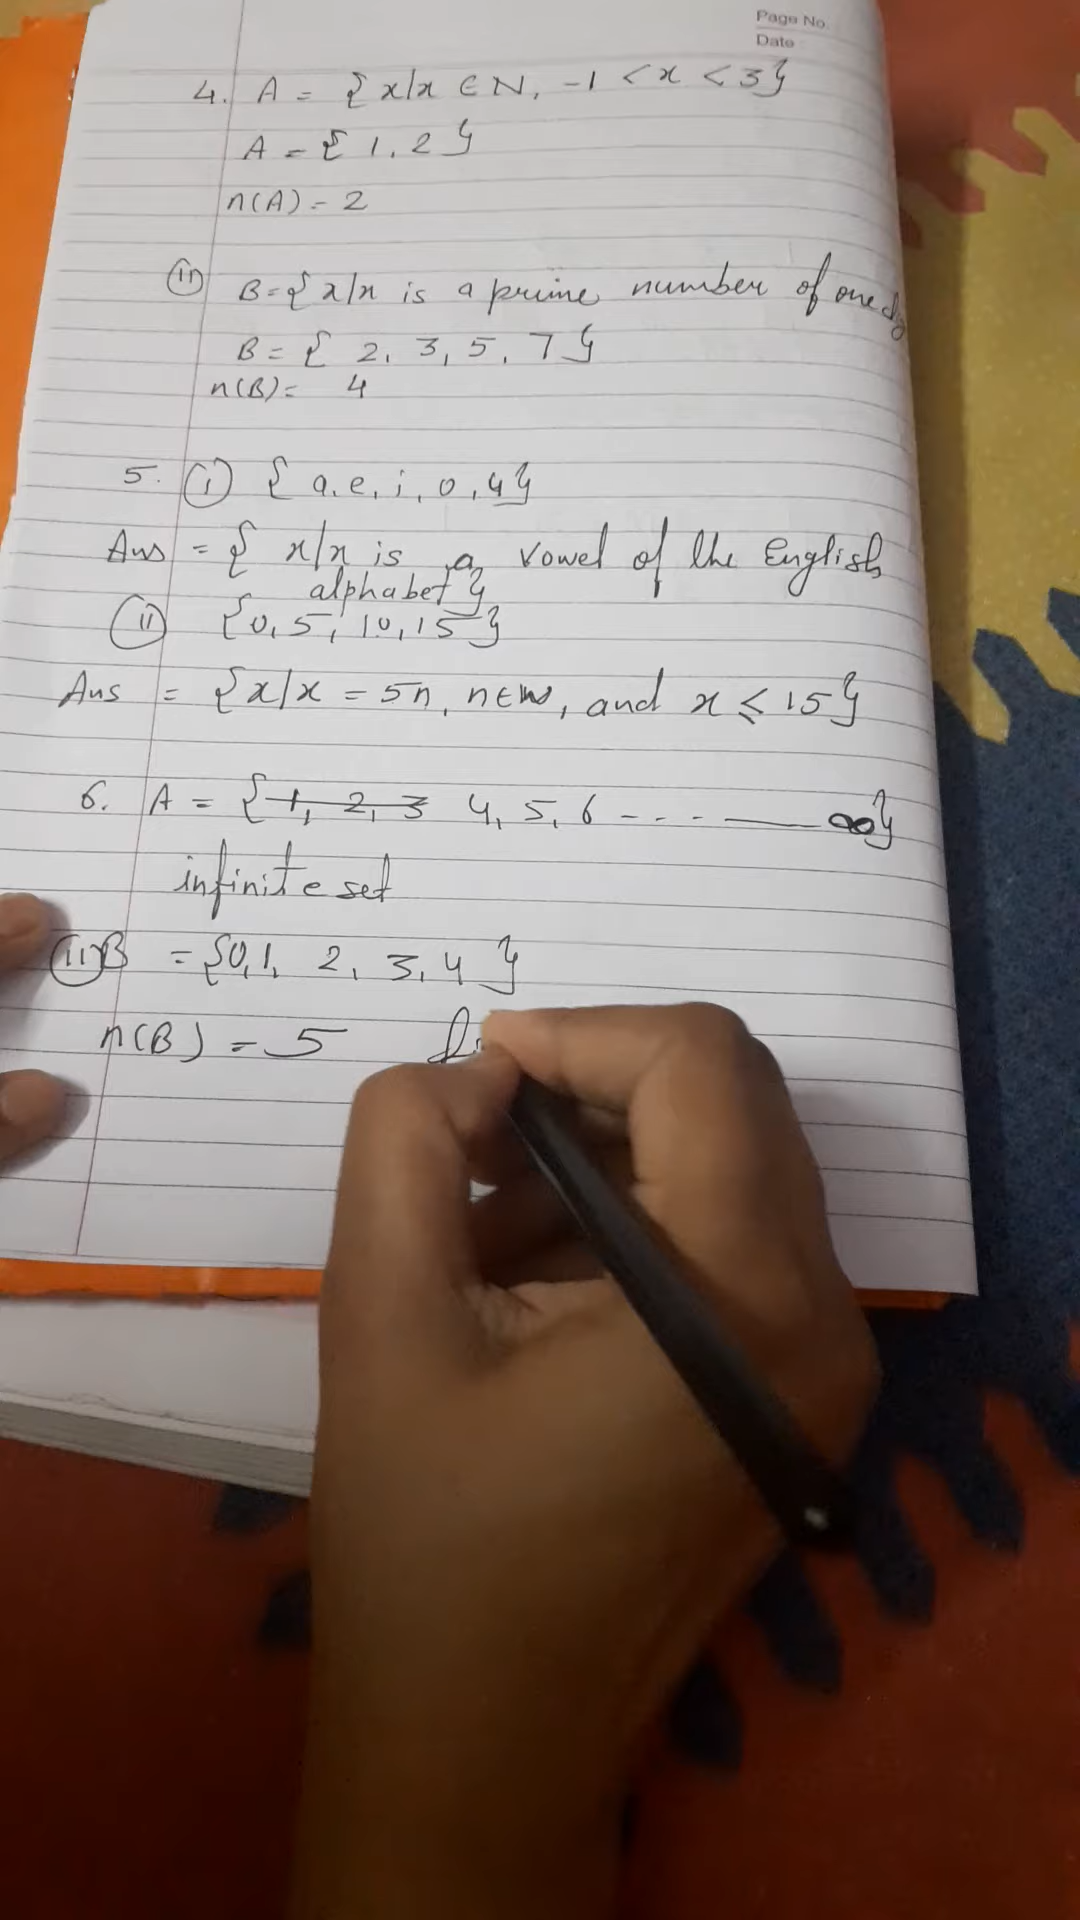 Page No.
Date
4. A = {x/x ∈ N, -1 < x < 3}
A = {1, 2}
n(A) = 2
(ii) B = {x/x is a prime number of one
B = {2, 3, 5, 7}
n(B) = 4
5. (i) {a, e, i, o, u}
Ans = {x/x is a vowel of the English
alphabet}
(ii) {0, 5, 10, 15}
Ans = {x/x = 5n, n∈W, and x ≤ 15}
6. A = {1, 2, 3 4, 5, 6 - - - — ∞}
infinite set
(ii) B = {0, 1, 2, 3, 4 }
n(B) = 5